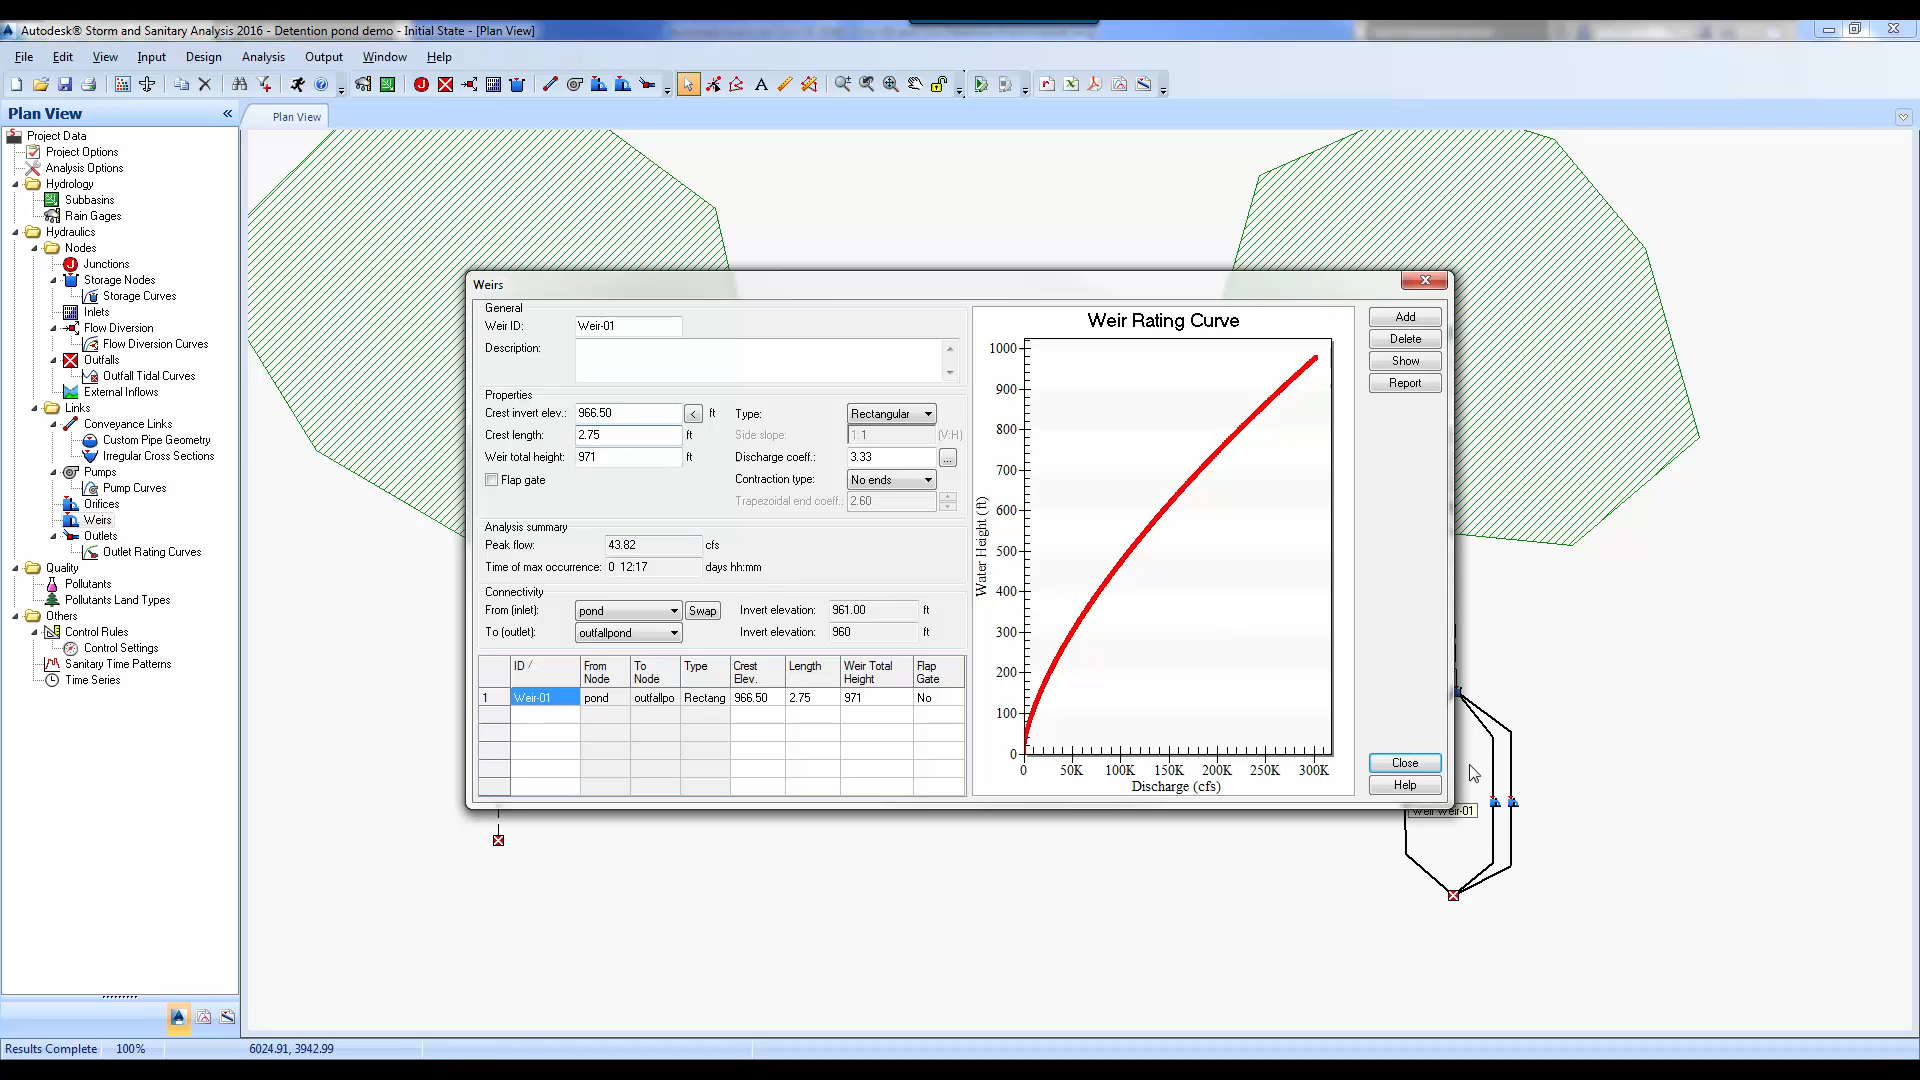 Autodesk® Storm and Sanitary Analysis 2016 - Detention pond demo - Initial State - [Plan View]
File Edit View Input Design Analysis Output Window Help
Plan View «
Plan View
Project Data
Project Options
Analysis Options
Hydrology
Subbasins
Rain Gages
Hydraulics
Nodes
Junctions
Storage Nodes
Storage Curves
Inlets
Flow Diversion
Flow Diversion Curves
Outfalls
Outfall Tidal Curves
External Inflows
Links
Conveyance Links
Custom Pipe Geometry
Irregular Cross Sections
Pumps
Pump Curves
Orifices
Weirs
Outlets
Outlet Rating Curves
Quality
Pollutants
Pollutants Land Types
Others
Control Rules
Control Settings
Sanitary Time Patterns
Time Series
Weirs
General
Weir ID: Weir-01
Description:
Properties
Crest invert elev.: 966.50 < ft Type: Rectangular
Crest length: 2.75 ft Side slope: 1:1 (V:H)
Weir total height: 971 ft Discharge coeff.: 3.33 ...
Flap gate Contraction type: No ends
Trapezoidal end coeff.: 2.60
Analysis summary
Peak flow: 43.82 cfs
Time of max occurrence: 0 12:17 days hh:mm
Connectivity
From (inlet): pond Swap Invert elevation: 961.00 ft
To (outlet): outfallpond Invert elevation: 960 ft
ID From Node To Node Type Crest Elev. Length Weir Total Height Flap Gate
1 Weir-01 pond outfallpo Rectang 966.50 2.75 971 No
Weir Rating Curve
Water Height (ft)
1000
900
800
700
600
500
400
300
200
100
0
0 50K 100K 150K 200K 250K 300K
Discharge (cfs)
Add
Delete
Show
Report
Close
Help
Weir Weir-01
Results Complete 100% 6024.91, 3942.99